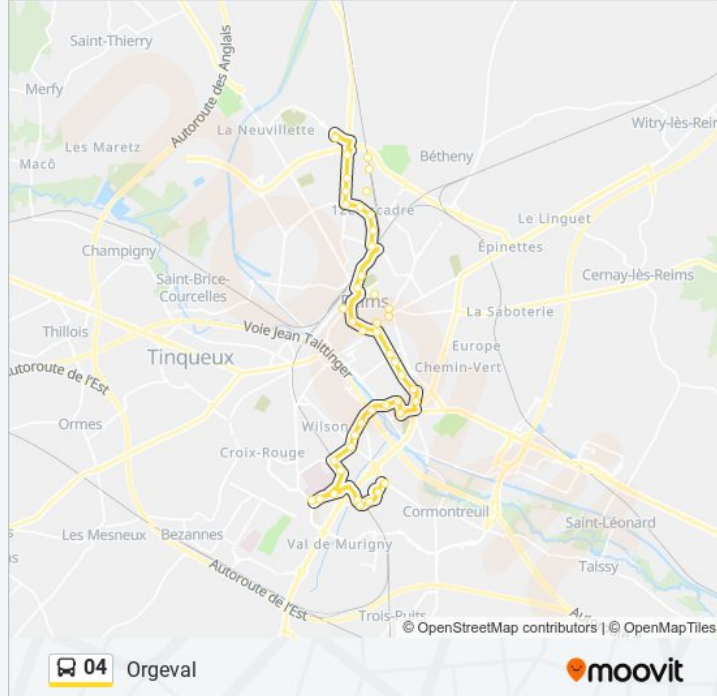 Saint-Thierry
Merfy
Autoroute des Anglais
La Neuvillette
Witry-lès-Reim
Les Maretz
Macô
Bétheny
Le Linguet
Épinettes
Champigny
Cernay-lès-Reims
Saint-Brice-
Courcelles
Reims
La Saboterie
Thillois
Voie Jean Taittinger
Europe
Tinqueux
Chemin-Vert
Autoroute de l'Est
Ormes
Wilson
Croix-Rouge
Cormontreuil
Saint-Léonard
Les Mesneux
Bezannes
Val de Murigny
Taissy
Autoroute de l'Est
Trois-Puits
© OpenStreetMap contributors | © OpenMapTiles
04 Orgeval
moovit